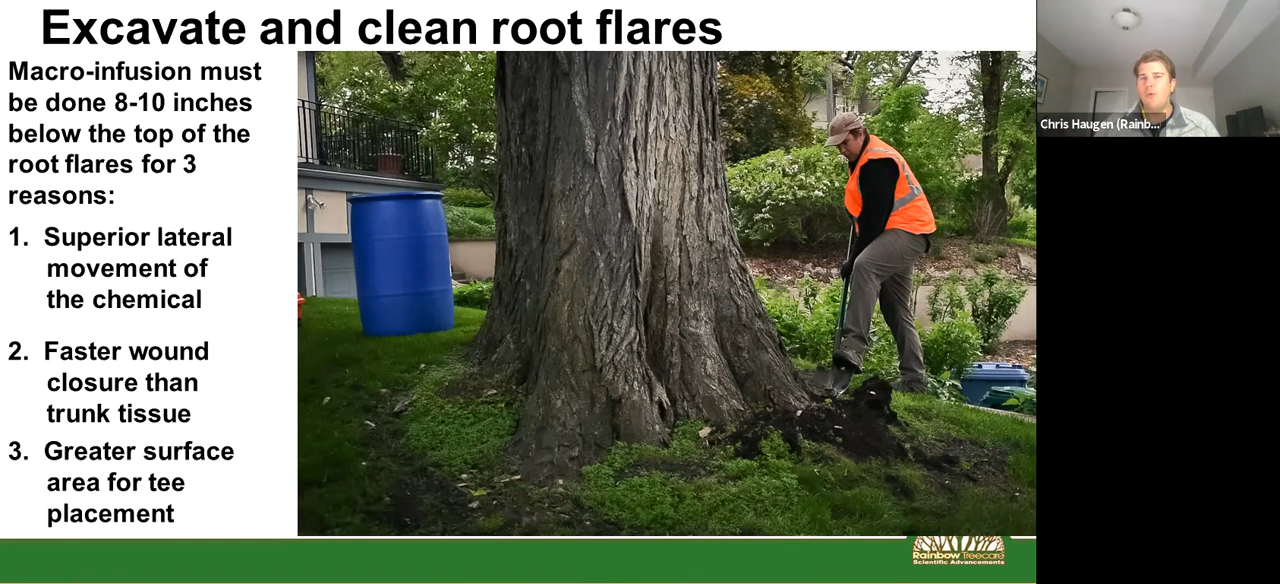 Excavate and clean root flares
Macro-infusion must
be done 8-10 inches
below the top of the
root flares for 3
reasons:
1. Superior lateral
movement of
the chemical
2. Faster wound
closure than
trunk tissue
3. Greater surface
area for tee
placement
Chris Haugen (Rainb...
Rainbow Treecare
Scientific Advancements